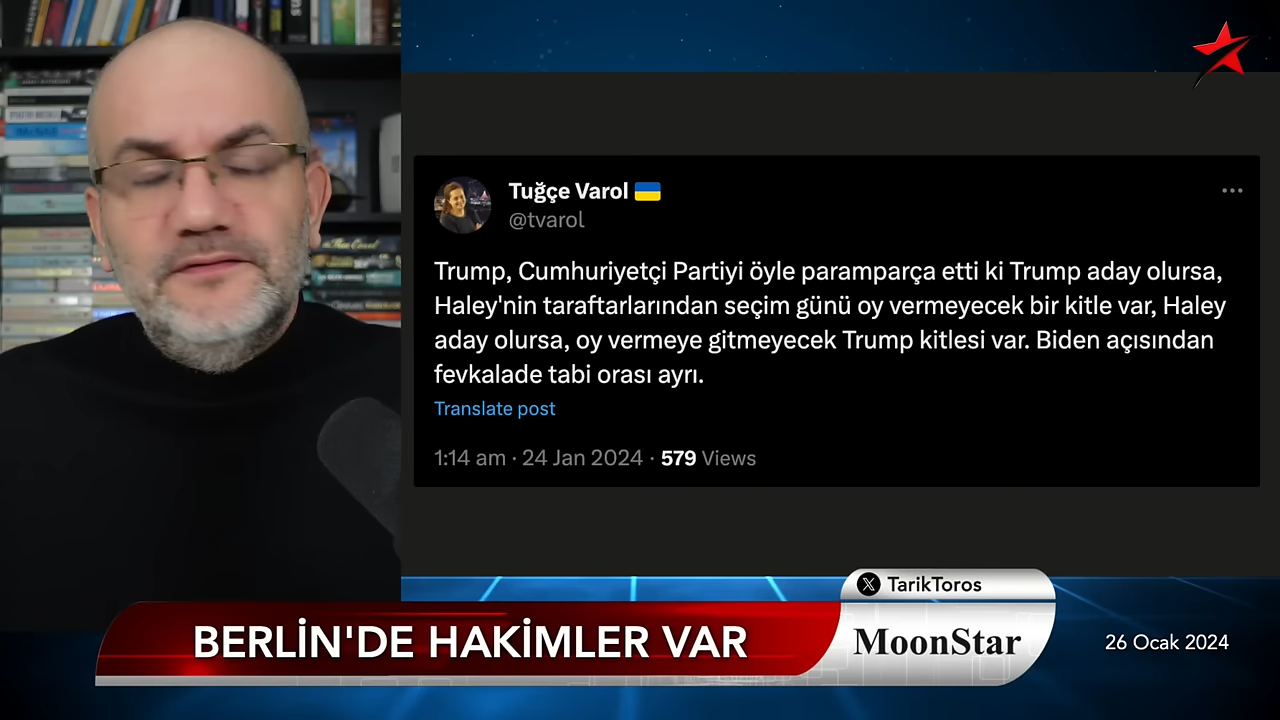 Tuğçe Varol
@tvarol
Trump, Cumhuriyetçi Partiyi öyle paramparça etti ki Trump aday olursa,
Haley'nin taraftarlarından seçim günü oy vermeyecek bir kitle var, Haley
aday olursa, oy vermeye gitmeyecek Trump kitlesi var. Biden açısından
fevkalade tabi orası ayrı.
Translate post
1:14 am · 24 Jan 2024 · 579 Views
TarikToros
BERLİN'DE HAKİMLER VAR
MoonStar
26 Ocak 2024